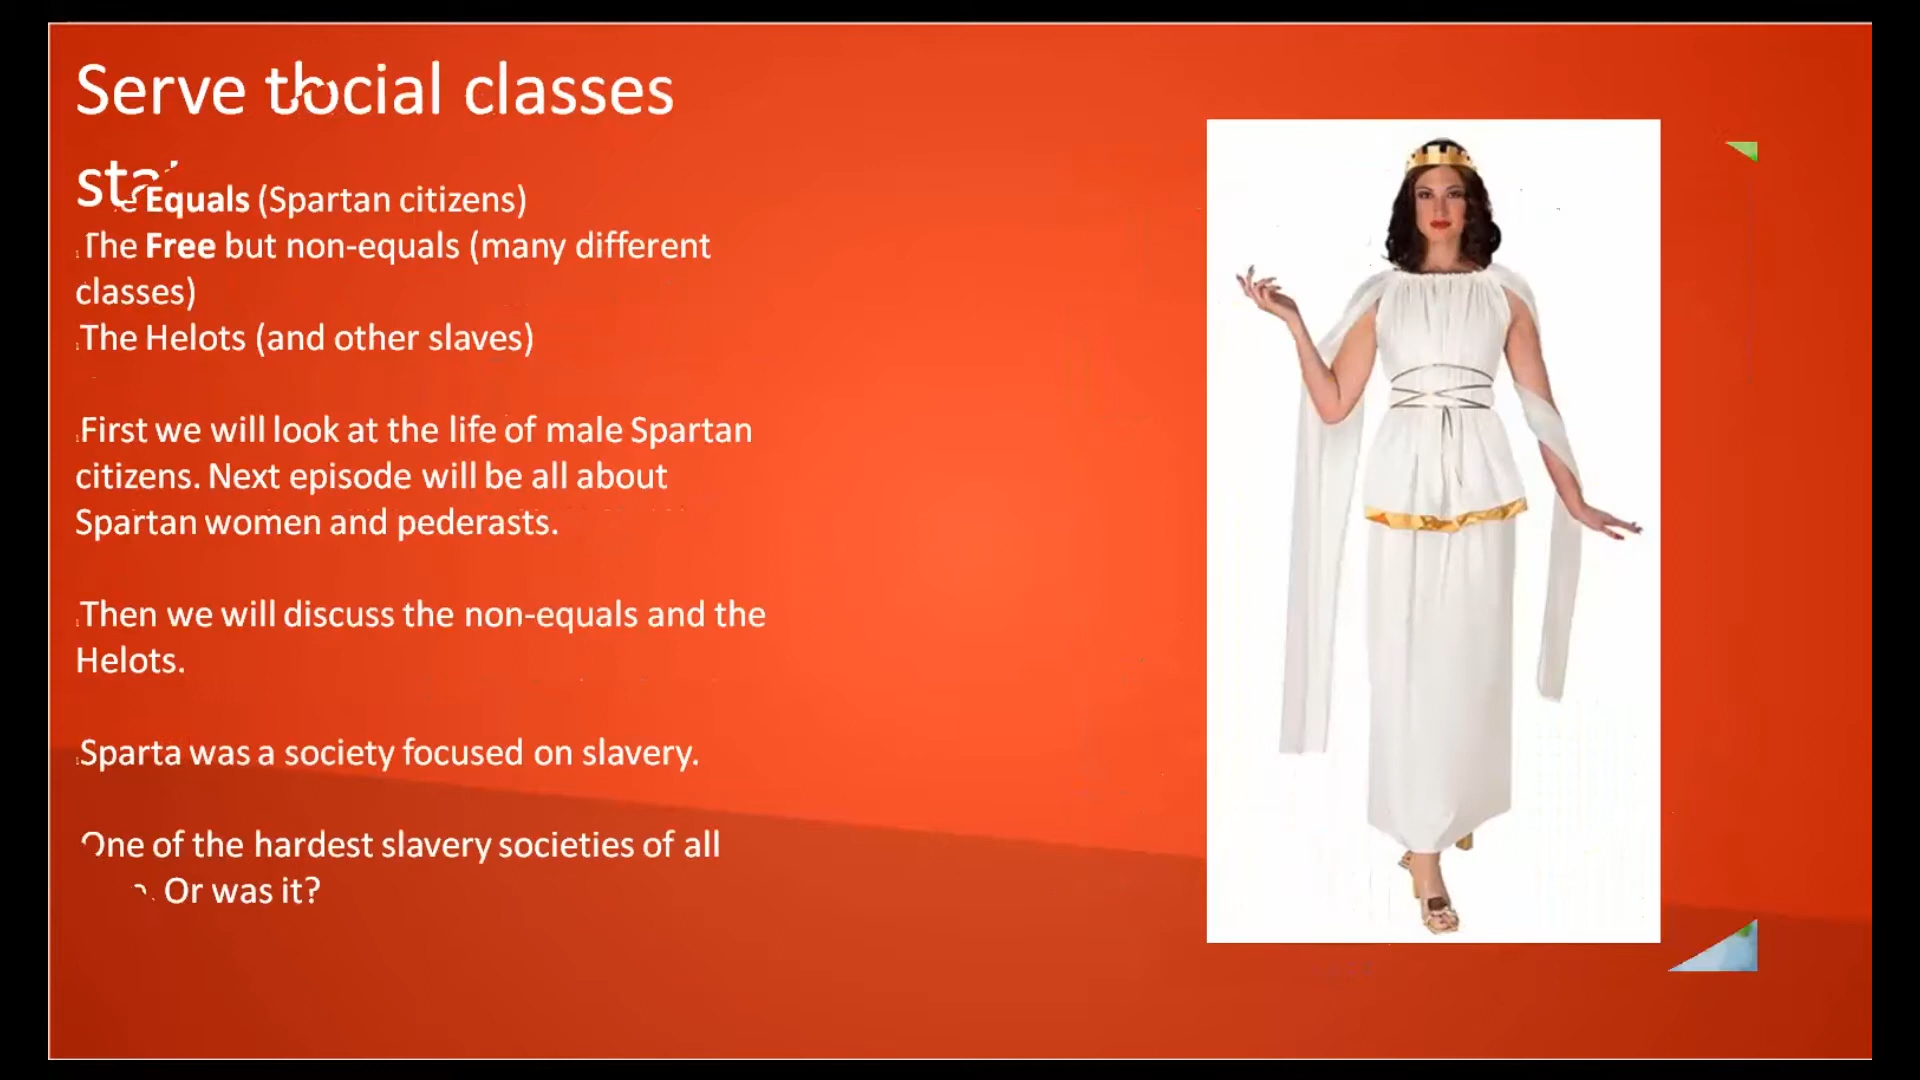 Serve social classes
Equals (Spartan citizens)
The Free but non-equals (many different
classes)
The Helots (and other slaves)
First we will look at the life of male Spartan
citizens. Next episode will be all about
Spartan women and pederasts.
Then we will discuss the non-equals and the
Helots.
Sparta was a society focused on slavery.
One of the hardest slavery societies of all
Or was it?